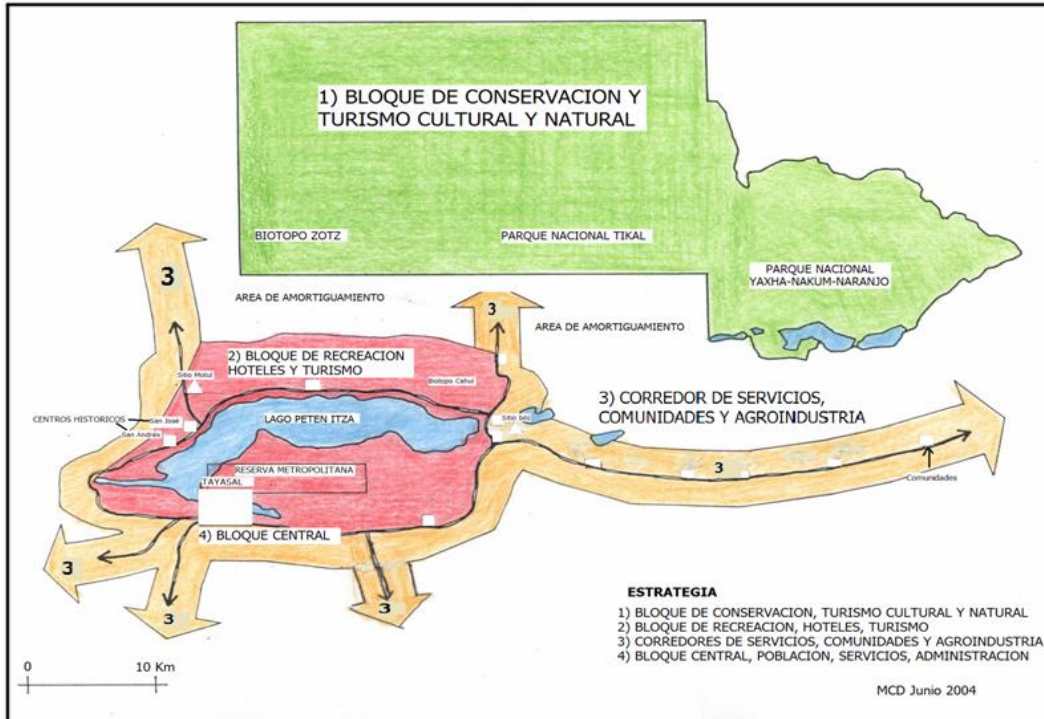 1) BLOQUE DE CONSERVACION Y
TURISMO CULTURAL Y NATURAL
BIOTOPO ZOTZ
PARQUE NACIONAL TIKAL
PARQUE NACIONAL
YAXHA-NAKUM-NARANJO
3
AREA DE AMORTIGUAMIENTO
3
AREA DE AMORTIGUAMIENTO
2) BLOQUE DE RECREACION
HOTELES Y TURISMO
Sitio Motul
Biotopo Cahui
3) CORREDOR DE SERVICIOS,
COMUNIDADES Y AGROINDUSTRIA
CENTROS HISTORICOS
San José
San Andrés
LAGO PETEN ITZA
Sitio Ixlu
RESERVA METROPOLITANA
TAYASAL
3
Comunidades
4) BLOQUE CENTRAL
3
3
3
ESTRATEGIA
1) BLOQUE DE CONSERVACION, TURISMO CULTURAL Y NATURAL
2) BLOQUE DE RECREACION, HOTELES, TURISMO
3) CORREDORES DE SERVICIOS, COMUNIDADES Y AGROINDUSTRIA
4) BLOQUE CENTRAL, POBLACION, SERVICIOS, ADMINISTRACION
0 10 Km
MCD Junio 2004